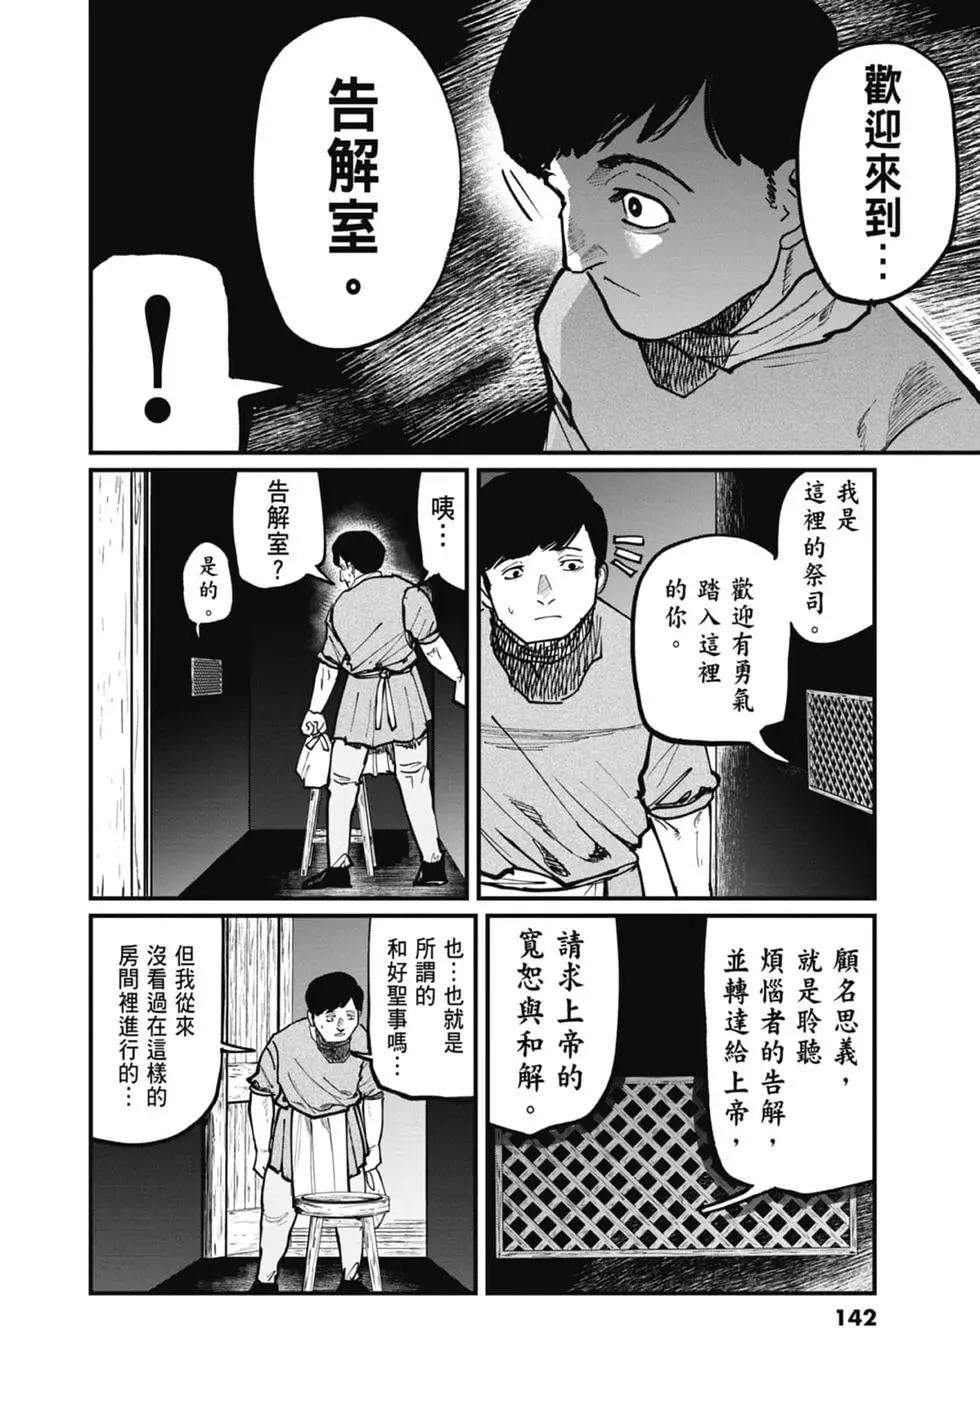 歡迎來到…
告解室。
！
我是
這裡的祭司。
歡迎有勇氣
踏入這裡
的你。
咦…
告解室?
是的。
顧名思義，
就是聆聽
煩惱者的告解，
並轉達給上帝，
請求上帝的
寬恕與和解。
也…也就是
所謂的
和好聖事嗎…
但我從來
沒看過在這樣的
房間裡進行的…
142